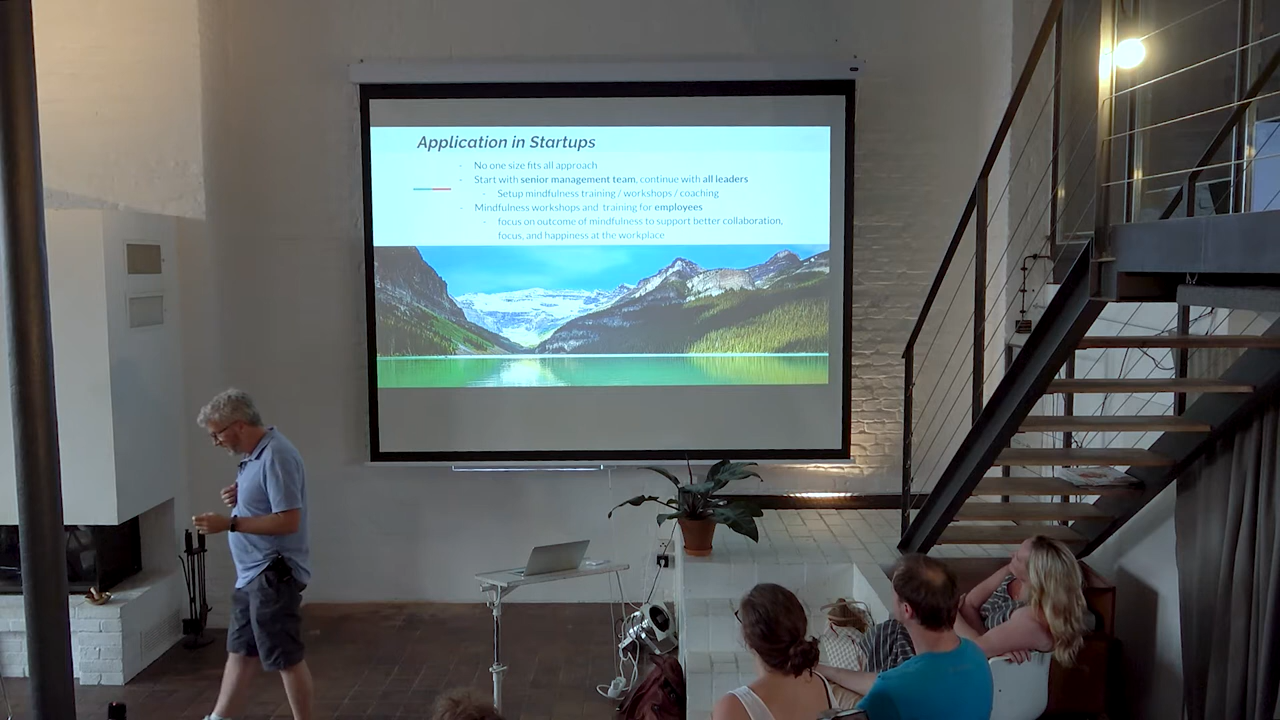 Application in Startups
- No one size fits all approach
- Start with senior management team, continue with all leaders
- Setup mindfulness training / workshops / coaching
- Mindfulness workshops and training for employees
- focus on outcome of mindfulness to support better collaboration,
focus, and happiness at the workplace